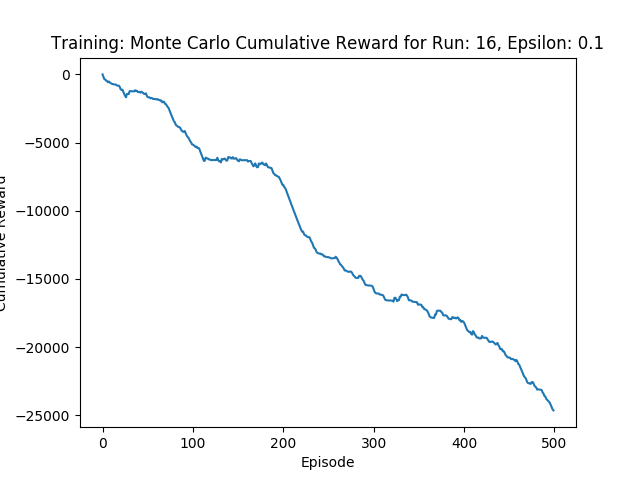 Training: Monte Carlo Cumulative Reward for Run: 16, Epsilon: 0.1
Cumulative Reward
0
−5000
−10000
−15000
−20000
−25000
0 100 200 300 400 500
Episode